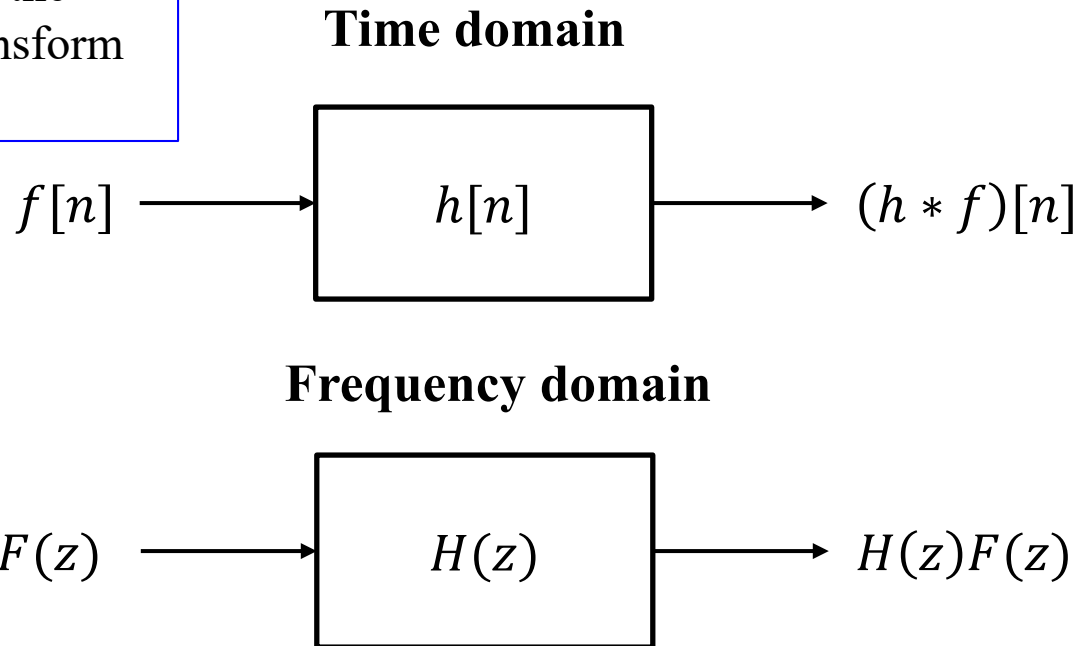 nsform
Time domain
f[n]
h[n]
(h ∗ f)[n]
Frequency domain
F(z)
H(z)
H(z)F(z)